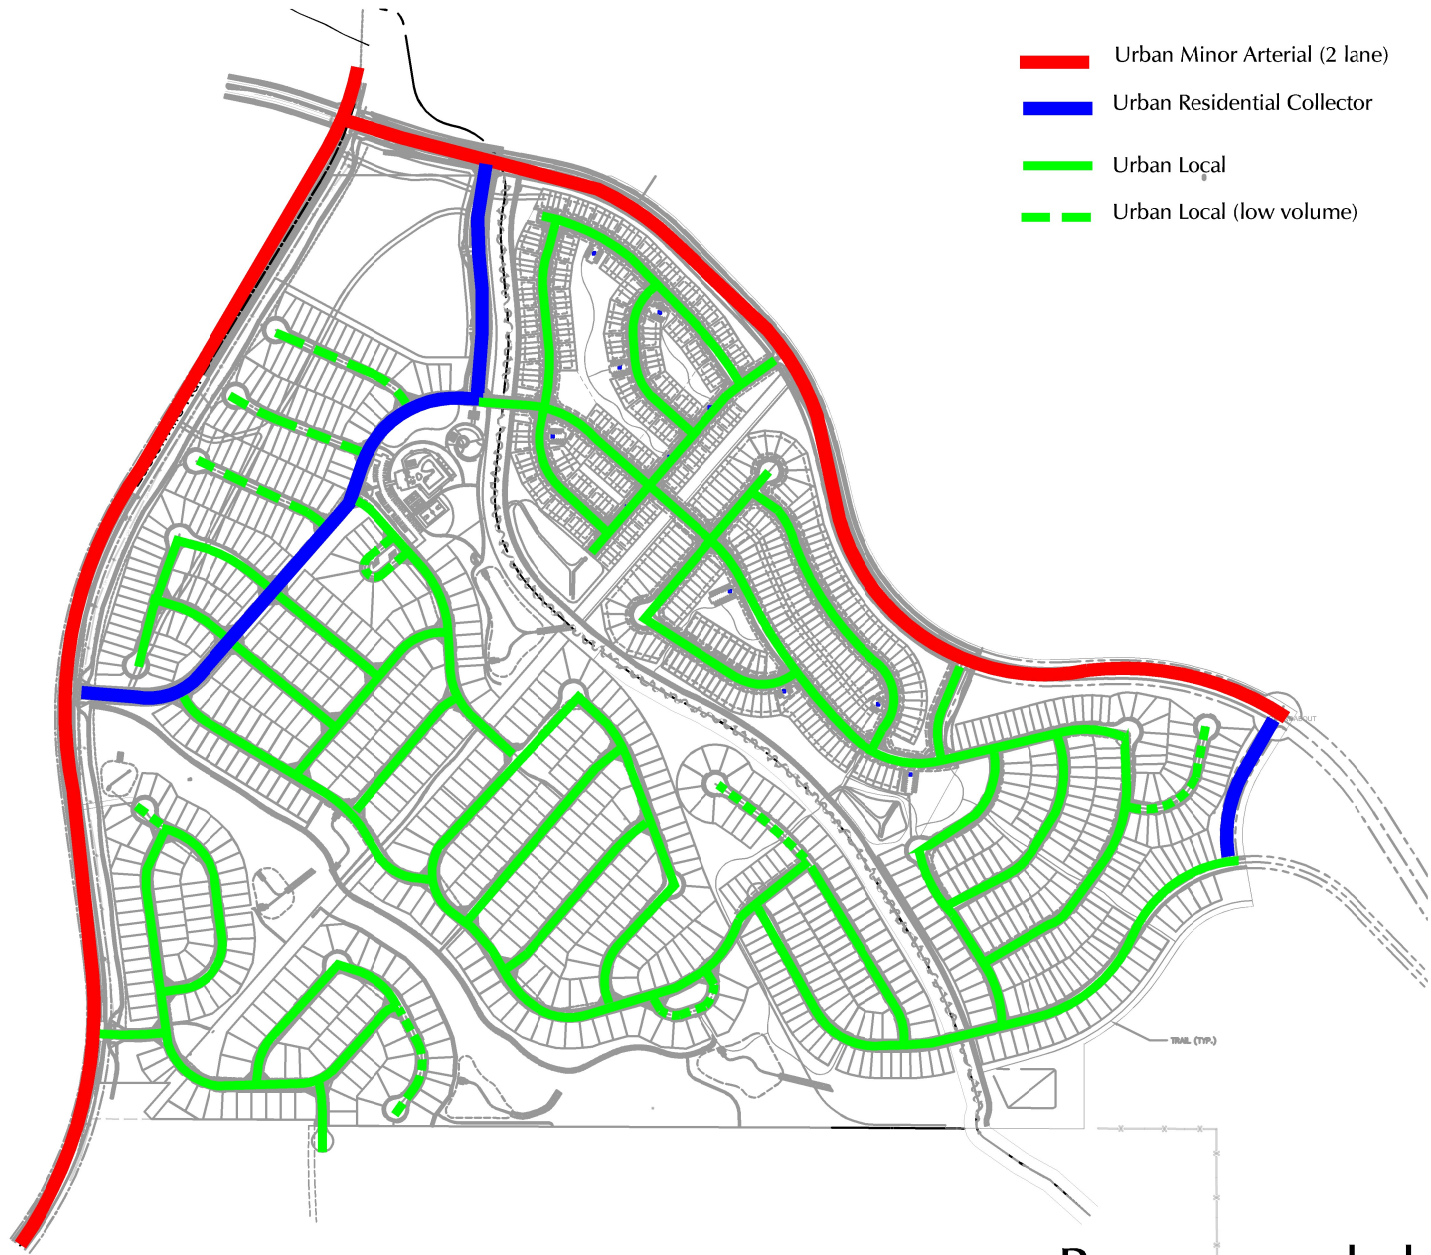 Urban Minor Arterial (2 lane)
Urban Residential Collector
Urban Local
Urban Local (low volume)
TRAIL (TYP.)